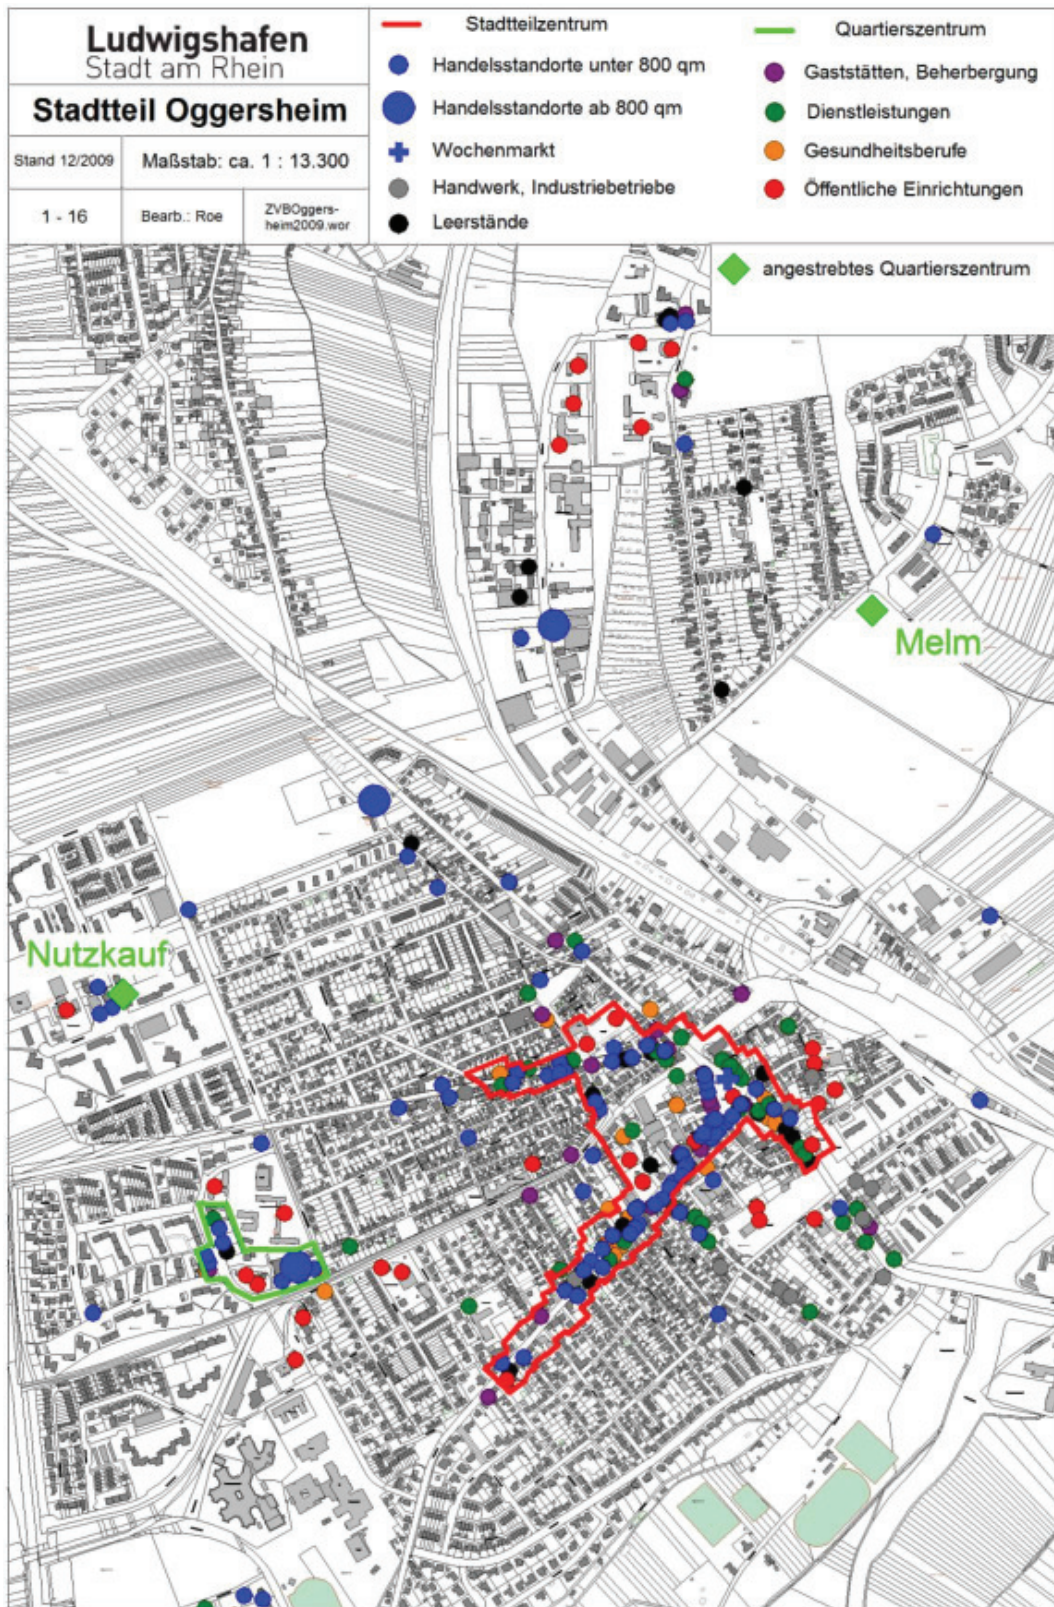 Ludwigshafen
Stadt am Rhein
Stadtteil Oggersheim
Stand 12/2009
Maßstab: ca. 1 : 13.300
1 - 16
Bearb.: Roe
ZVBOggers-
heim2009.wor
Stadtteilzentrum
Handelsstandorte unter 800 qm
Handelsstandorte ab 800 qm
Wochenmarkt
Handwerk, Industriebetriebe
Leerstände
Quartierszentrum
Gaststätten, Beherbergung
Dienstleistungen
Gesundheitsberufe
Öffentliche Einrichtungen
angestrebtes Quartierszentrum
Melm
Nutzkauf